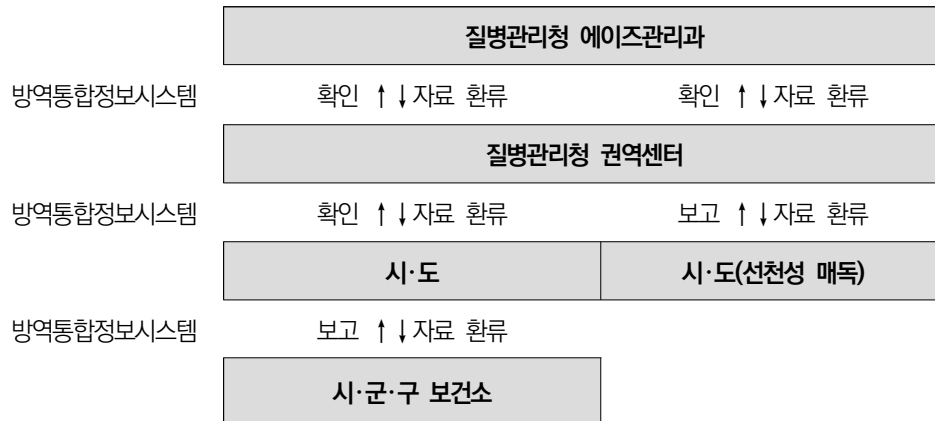 질병관리청 에이즈관리과
방역통합정보시스템 확인 ↑↓자료 환류 확인 ↑↓자료 환류
질병관리청 권역센터
방역통합정보시스템 확인 ↑↓자료 환류 보고 ↑↓자료 환류
시·도 시·도(선천성 매독)
방역통합정보시스템 보고 ↑↓자료 환류
시·군·구 보건소